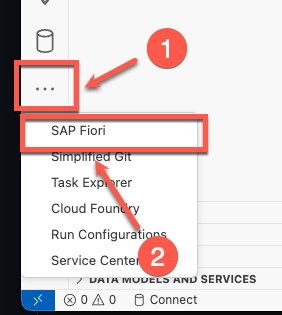 1
...
SAP Fiori
Simplified Git
Task Explorer
Cloud Foundry
Run Configurations
Service Center
2
DATA MODELS AND SERVICES
0 0 Connect